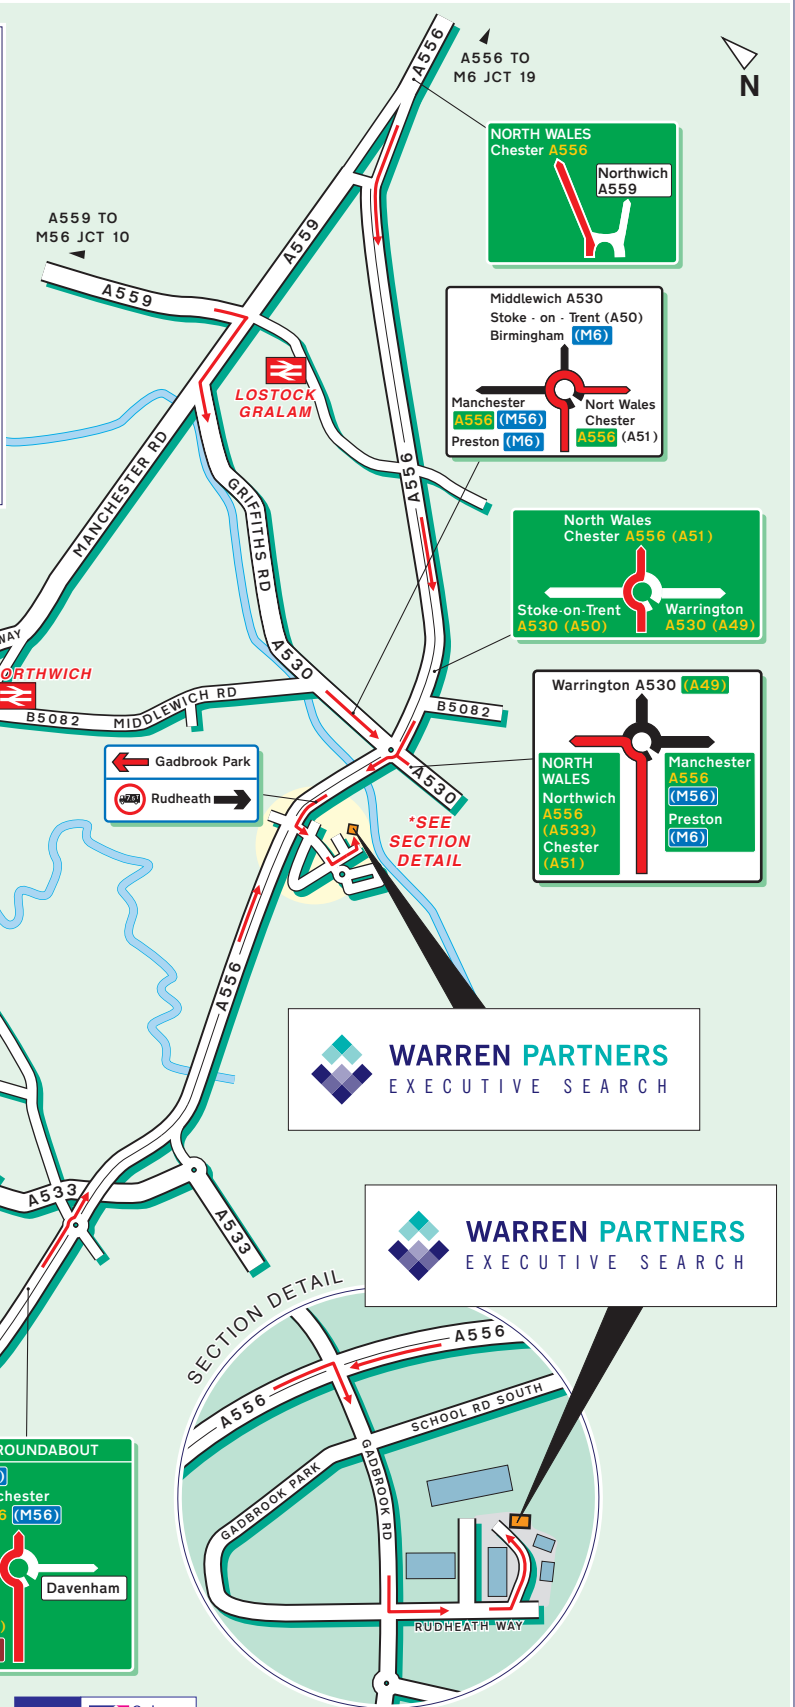 A556
A556 TO
M6 JCT 19
N
NORTH WALES
Chester A556
Northwich
A559
A559 TO
M56 JCT 10
A559
A559
Middlewich A530
Stoke - on - Trent (A50)
Birmingham (M6)
Manchester
A556 (M56)
Preston (M6)
Nort Wales
Chester
A556 (A51)
LOSTOCK
GRALAM
MANCHESTER RD
GRIFFITHS RD
A556
North Wales
Chester A556 (A51)
Stoke-on-Trent
A530 (A50)
Warrington
A530 (A49)
WAY
ORTHWICH
A530
B5082
MIDDLEWICH RD
B5082
Warrington A530 (A49)
NORTH
WALES
Northwich
A556
(A533)
Chester
(A51)
Manchester
A556
(M56)
Preston
(M6)
Gadbrook Park
Rudheath
A530
*SEE
SECTION
DETAIL
A556
WARREN PARTNERS
EXECUTIVE SEARCH
A533
A533
WARREN PARTNERS
EXECUTIVE SEARCH
SECTION DETAIL
A556
A556
SCHOOL RD SOUTH
GADBROOK PARK
GADBROOK RD
RUDHEATH WAY
ROUNDABOUT
)
chester
6 (M56)
Davenham
)